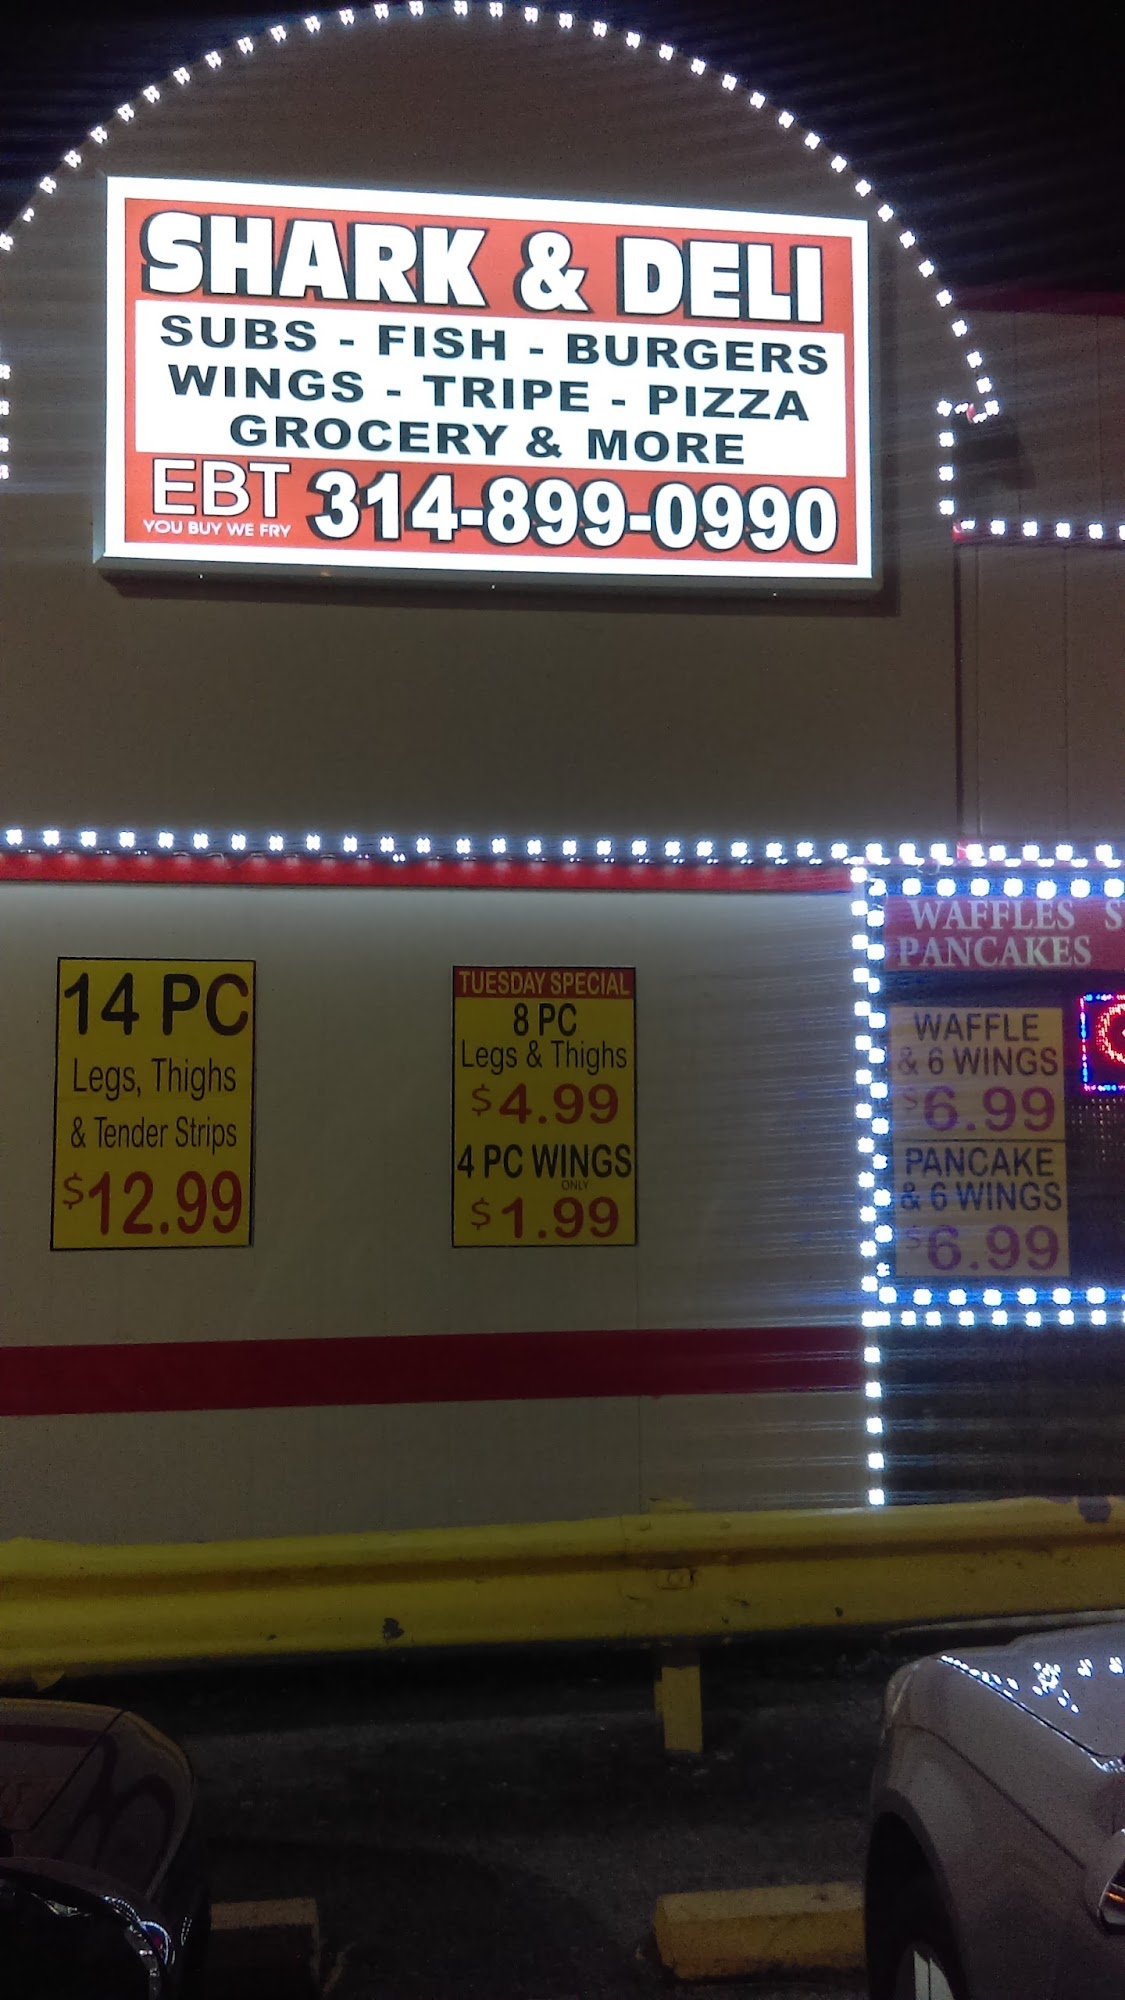 SHARK & DELI
SUBS - FISH - BURGERS
WINGS - TRIPE - PIZZA
GROCERY & MORE
EBT
YOU BUY WE FRY
314-899-0990
14 PC
Legs, Thighs
& Tender Strips
$12.99
TUESDAY SPECIAL
8 PC
Legs & Thighs
$4.99
4 PC WINGS
ONLY
$1.99
WAFFLES
PANCAKES
WAFFLE
& 6 WINGS
$6.99
PANCAKE
& 6 WINGS
$6.99